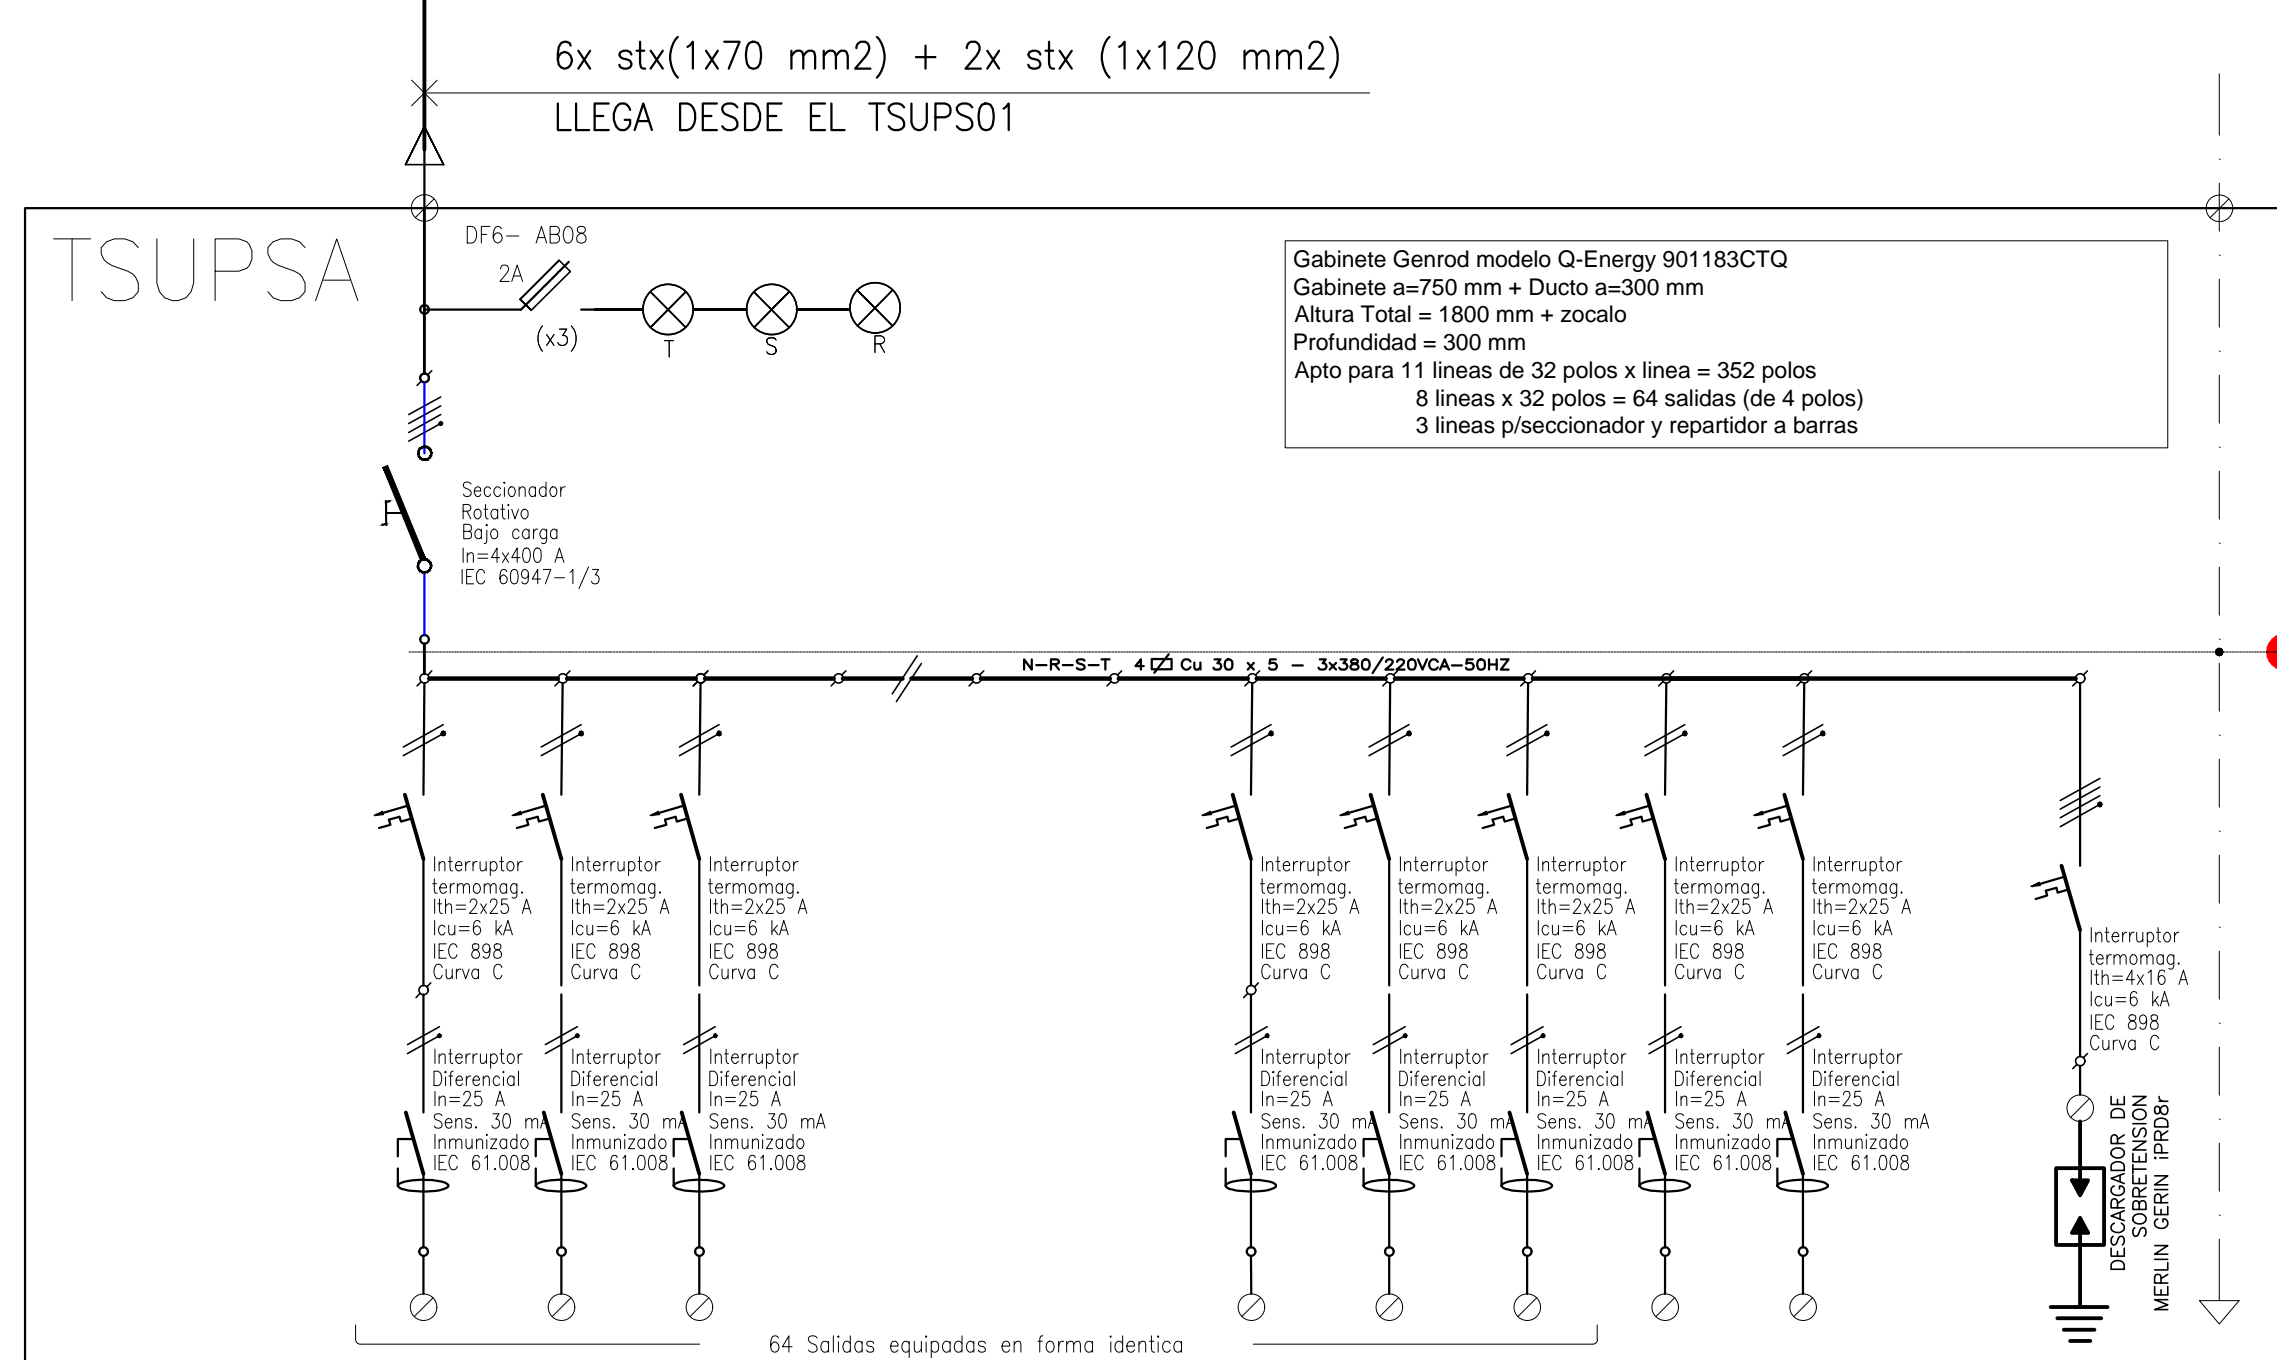 6x stx(1x70 mm2) + 2x stx (1x120 mm2)
LLEGA DESDE EL TSUPS01
TSUPSA
DF6- AB08
2A
(x3)
T
S
R
Gabinete Genrod modelo Q-Energy 901183CTQ
Gabinete a=750 mm + Ducto a=300 mm
Altura Total = 1800 mm + zocalo
Profundidad = 300 mm
Apto para 11 lineas de 32 polos x linea = 352 polos
8 lineas x 32 polos = 64 salidas (de 4 polos)
3 lineas p/seccionador y repartidor a barras
Seccionador
Rotativo
Bajo carga
In=4x400 A
IEC 60947-1/3
N-R-S-T 4 Cu 30 x 5 - 3x380/220VCA-50HZ
Interruptor
termomag.
Ith=2x25 A
Icu=6 kA
IEC 898
Curva C
Interruptor
termomag.
Ith=2x25 A
Icu=6 kA
IEC 898
Curva C
Interruptor
termomag.
Ith=2x25 A
Icu=6 kA
IEC 898
Curva C
Interruptor
termomag.
Ith=2x25 A
Icu=6 kA
IEC 898
Curva C
Interruptor
termomag.
Ith=2x25 A
Icu=6 kA
IEC 898
Curva C
Interruptor
termomag.
Ith=2x25 A
Icu=6 kA
IEC 898
Curva C
Interruptor
termomag.
Ith=2x25 A
Icu=6 kA
IEC 898
Curva C
Interruptor
termomag.
Ith=2x25 A
Icu=6 kA
IEC 898
Curva C
Interruptor
termomag.
Ith=4x16 A
Icu=6 kA
IEC 898
Curva C
Interruptor
Diferencial
In=25 A
Sens. 30 mA
Inmunizado
IEC 61.008
Interruptor
Diferencial
In=25 A
Sens. 30 mA
Inmunizado
IEC 61.008
Interruptor
Diferencial
In=25 A
Sens. 30 mA
Inmunizado
IEC 61.008
Interruptor
Diferencial
In=25 A
Sens. 30 mA
Inmunizado
IEC 61.008
Interruptor
Diferencial
In=25 A
Sens. 30 mA
Inmunizado
IEC 61.008
Interruptor
Diferencial
In=25 A
Sens. 30 mA
Inmunizado
IEC 61.008
Interruptor
Diferencial
In=25 A
Sens. 30 mA
Inmunizado
IEC 61.008
Interruptor
Diferencial
In=25 A
Sens. 30 mA
Inmunizado
IEC 61.008
DESCARGADOR DE
SOBRETENSION
MERLIN GERIN iPRD8r
64 Salidas equipadas en forma identica